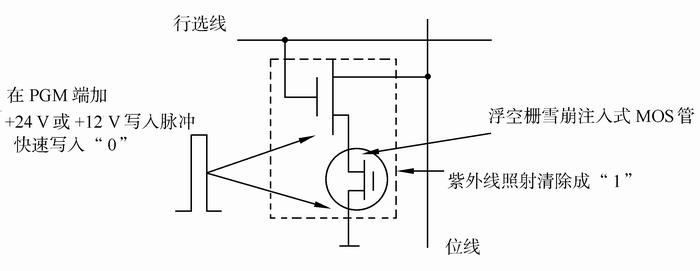 行选线
在 PGM 端加
+24 V 或 +12 V 写入脉冲
快速写入“0”
浮空栅雪崩注入式 MOS 管
紫外线照射清除成“1”
位线